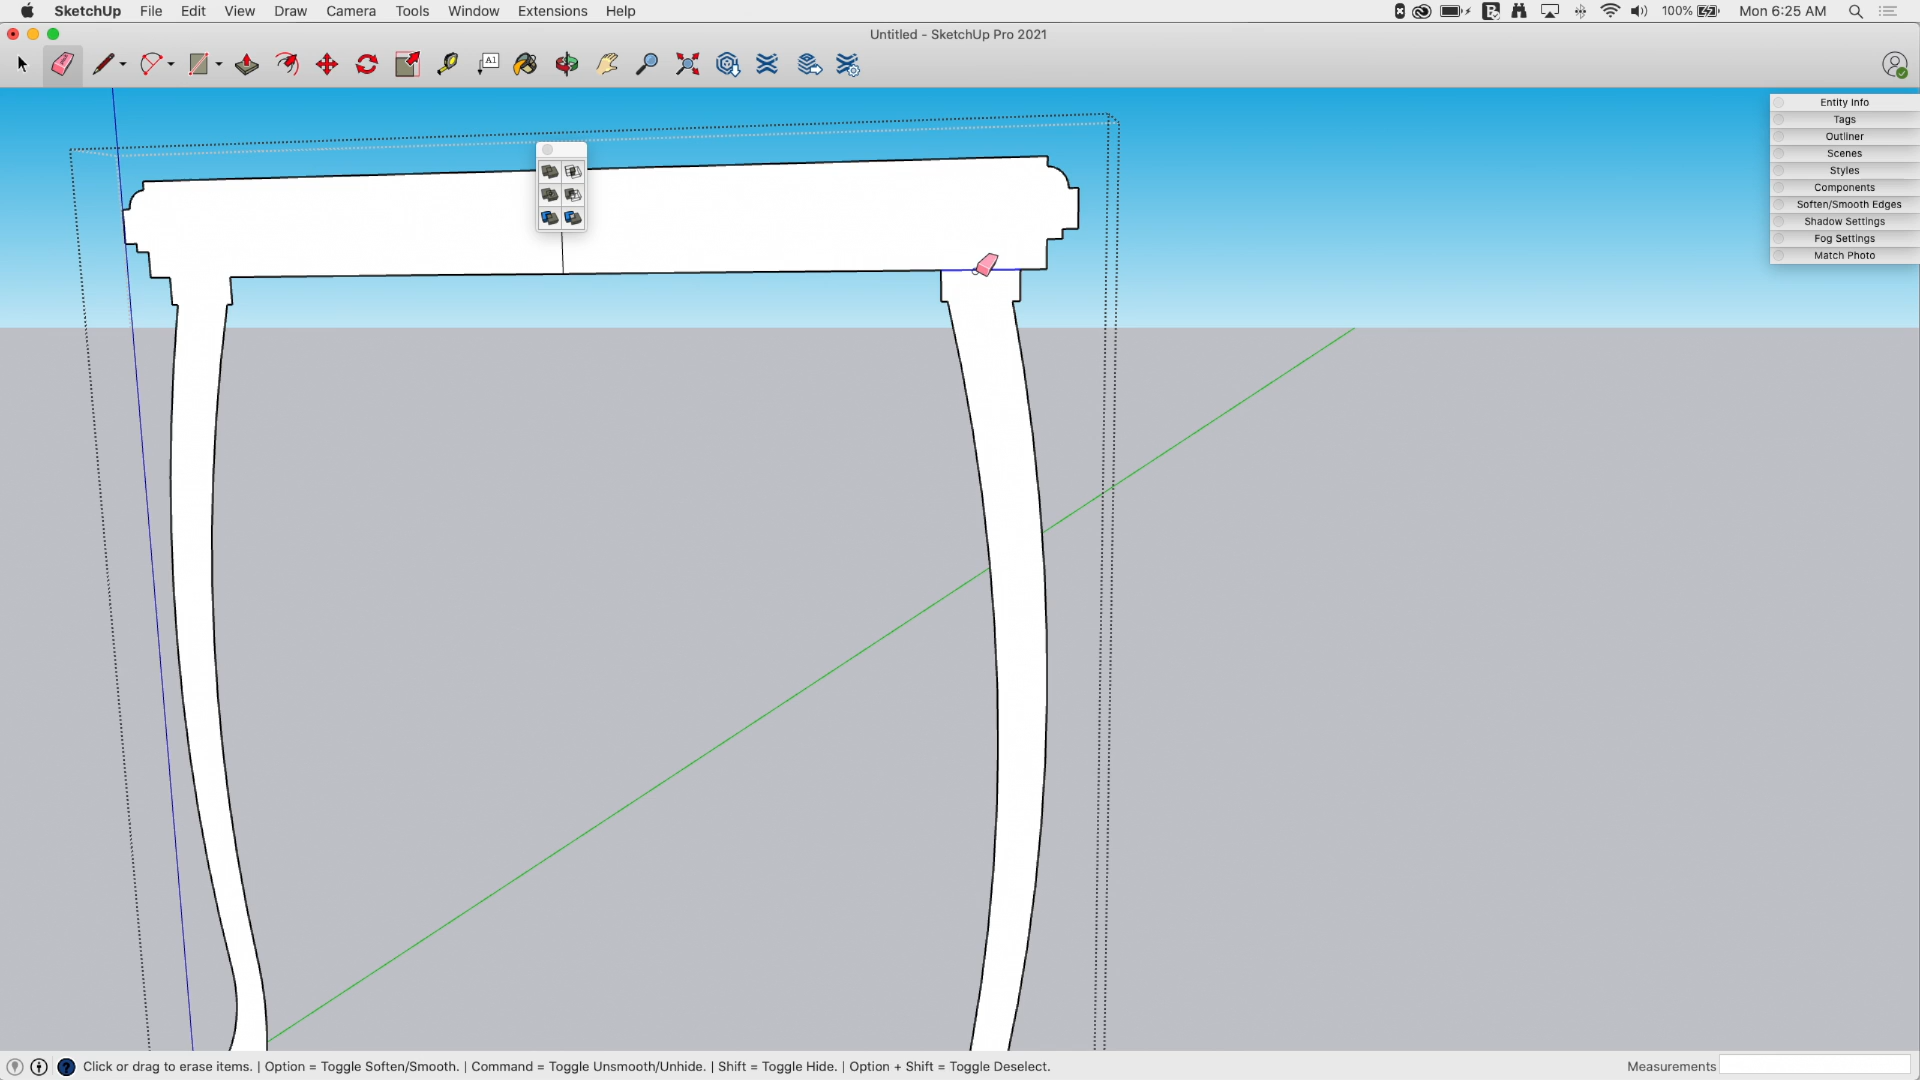 SketchUp File Edit View Draw Camera Tools Window Extensions Help 100% Mon 6:25 AM
Untitled - SketchUp Pro 2021
A1
Entity Info
Tags
Outliner
Scenes
Styles
Components
Soften/Smooth Edges
Shadow Settings
Fog Settings
Match Photo
Click or drag to erase items. | Option = Toggle Soften/Smooth. | Command = Toggle Unsmooth/Unhide. | Shift = Toggle Hide. | Option + Shift = Toggle Deselect. Measurements